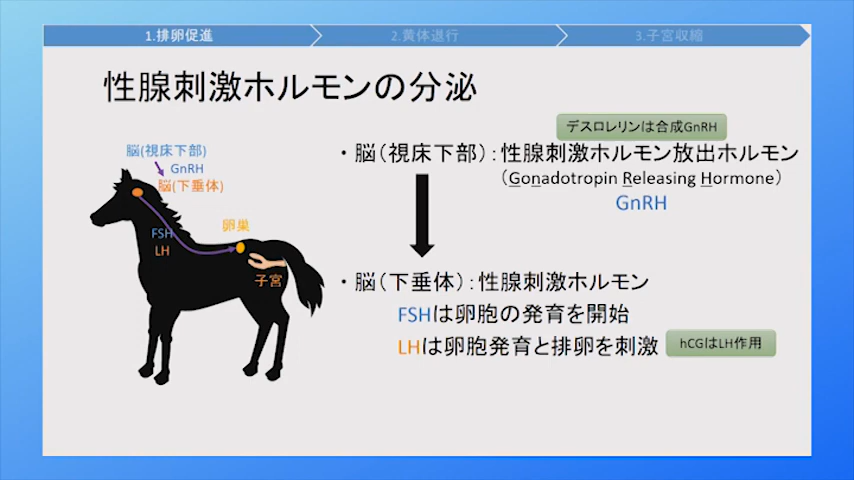 1.排卵促進
2.黄体退行
3.子宮収縮
性腺刺激ホルモンの分泌
デスロレリンは合成GnRH
・脳（視床下部）：性腺刺激ホルモン放出ホルモン
（Gonadotropin Releasing Hormone）
GnRH
脳(視床下部)
GnRH
脳(下垂体)
卵巣
FSH
LH
子宮
・脳（下垂体）：性腺刺激ホルモン
FSHは卵胞の発育を開始
LHは卵胞発育と排卵を刺激
hCGはLH作用